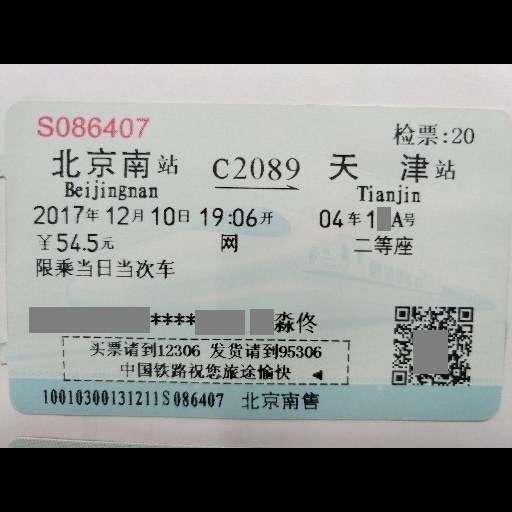 S086407
检票:20
北京南站 C2089 天津站
Beijingnan Tianjin
2017年12月10日 19:06开 04车1 A号
￥54.5元 网 二等座
限乘当日当次车
**** 淼佟
买票请到12306 发货请到95306
中国铁路祝您旅途愉快
10010300131211S086407 北京南售